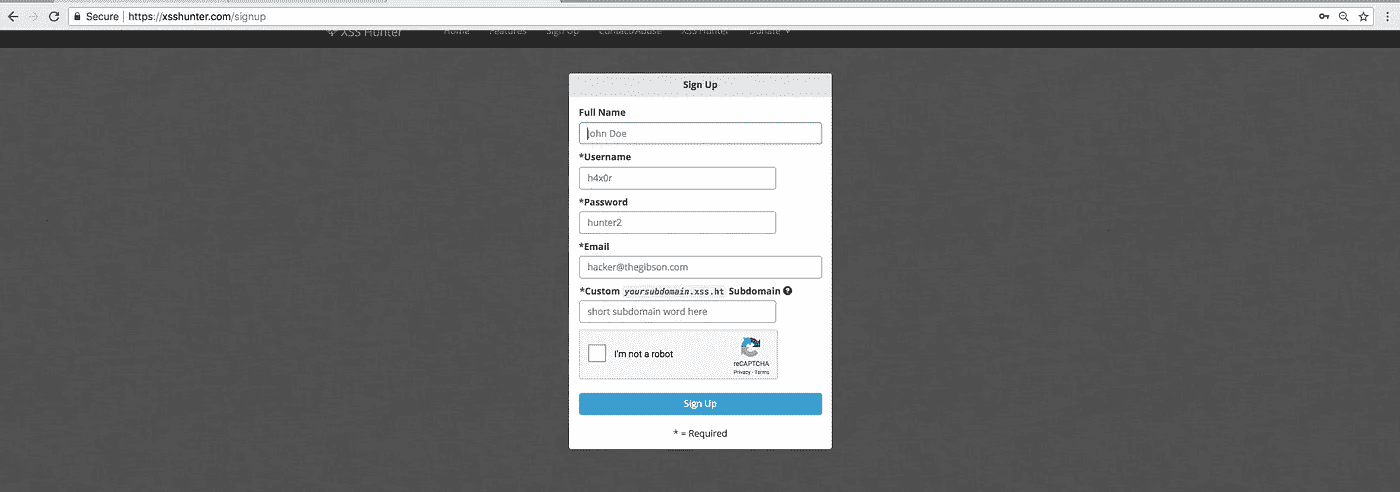 Secure https://xsshunter.com/signup
XSS Hunter Home Features Sign Up Contact/Abuse XSS Hunter Donate
Sign Up
Full Name
John Doe
*Username
h4x0r
*Password
hunter2
*Email
hacker@thegibson.com
*Custom yoursubdomain.xss.ht Subdomain
short subdomain word here
I'm not a robot
reCAPTCHA
Privacy - Terms
Sign Up
* = Required